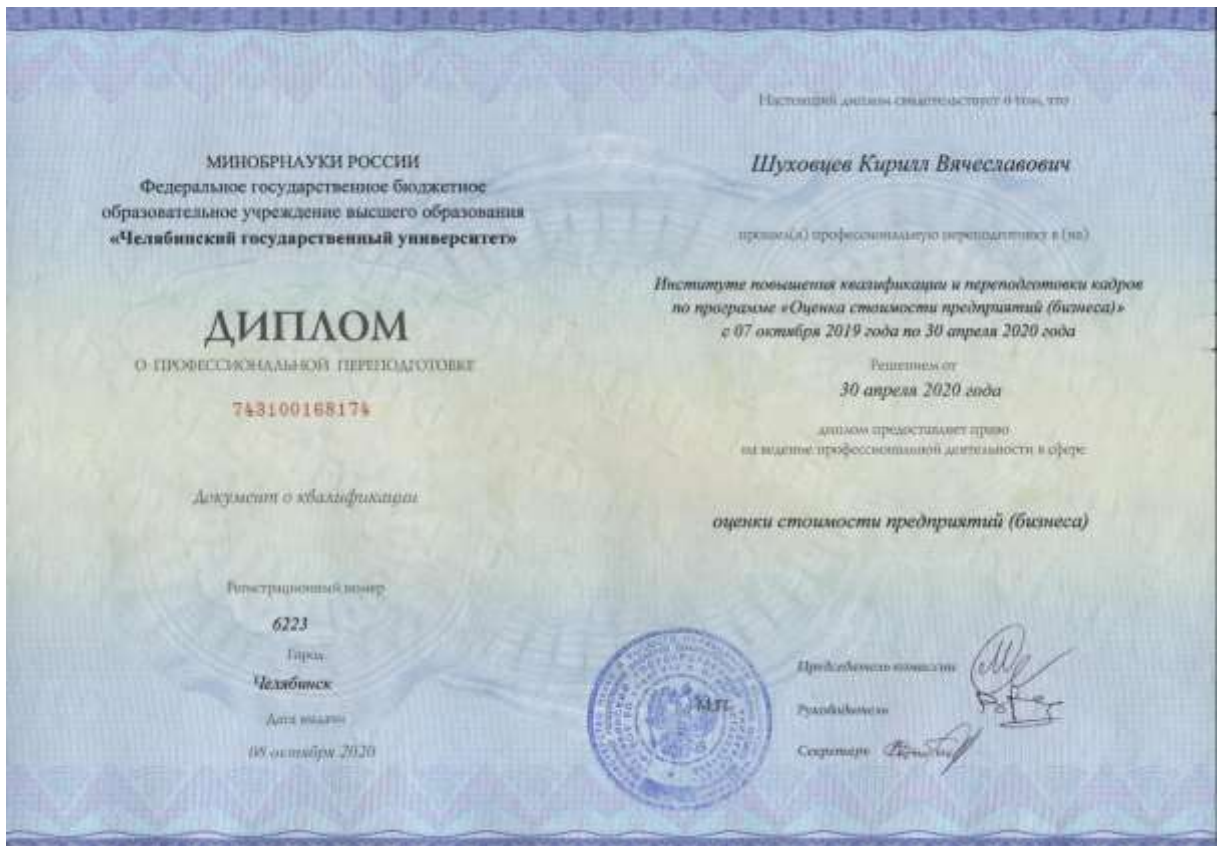 МИНОБРНАУКИ РОССИИ
Федеральное государственное бюджетное
образовательное учреждение высшего образования
«Челябинский государственный университет»
ДИПЛОМ
О ПРОФЕССИОНАЛЬНОЙ ПЕРЕПОДГОТОВКЕ
743100168174
Документ о квалификации
Регистрационный номер
6223
Город
Челябинск
Дата выдачи
08 октября 2020
Настоящий диплом свидетельствует о том, что
Шуховцев Кирилл Вячеславович
прошел(а) профессиональную переподготовку в (на)
Институте повышения квалификации и переподготовки кадров
по программе «Оценка стоимости предприятий (бизнеса)»
с 07 октября 2019 года по 30 апреля 2020 года
Решением от
30 апреля 2020 года
диплом предоставляет право
на ведение профессиональной деятельности в сфере
оценки стоимости предприятий (бизнеса)
М.П.
Председатель комиссии
Руководитель
Секретарь